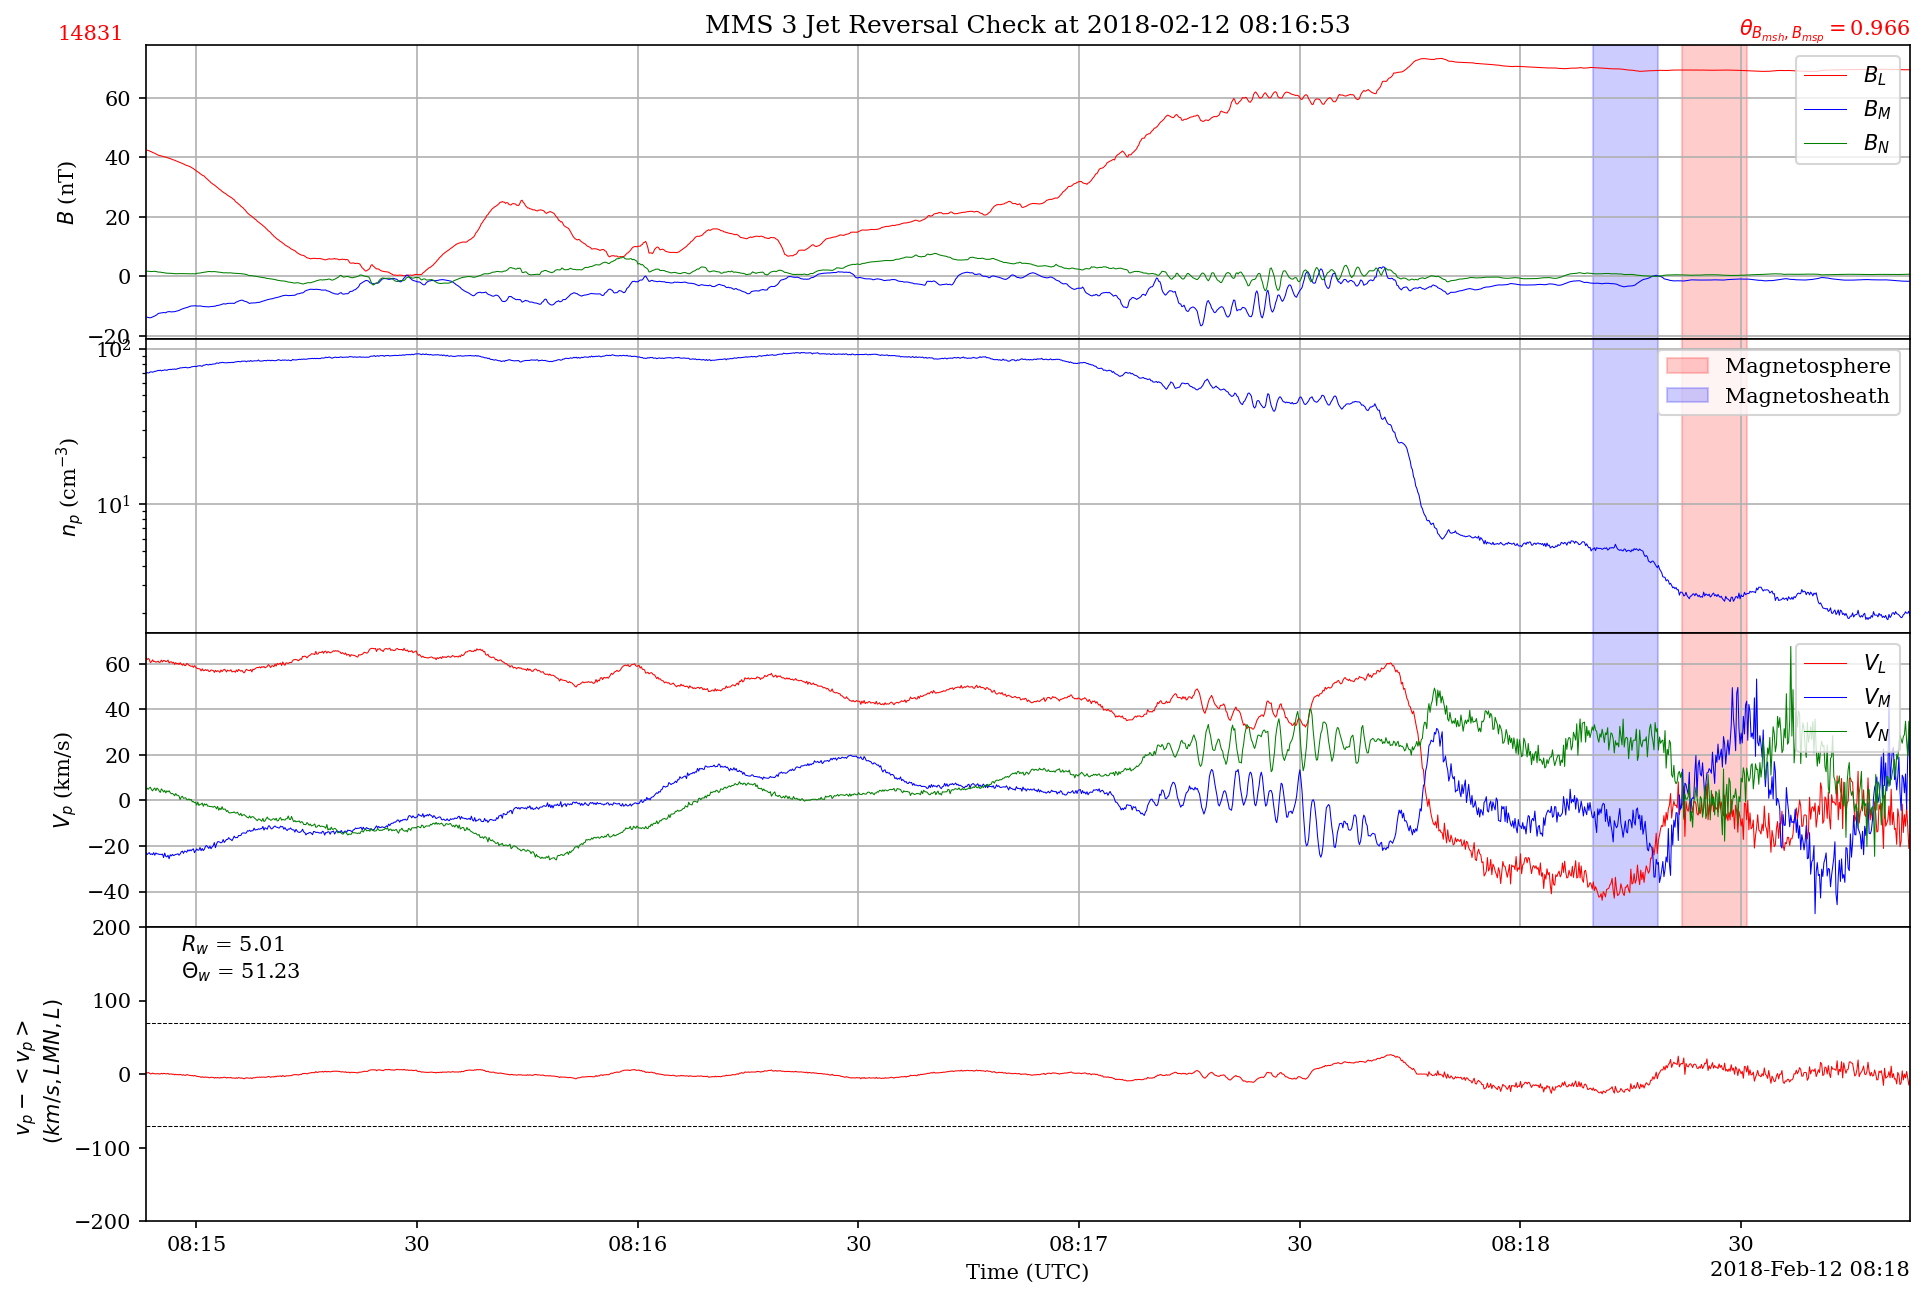 14831
MMS 3 Jet Reversal Check at 2018-02-12 08:16:53
θ_{B_{msh}, B_{msp}} = 0.966
B (nT)
60
40
20
0
−20
B_L
B_M
B_N
n_p (cm^{−3})
10^2
10^1
Magnetosphere
Magnetosheath
V_p (km/s)
60
40
20
0
−20
−40
V_L
V_M
V_N
v_p − < v_p >
(km/s, LMN, L)
200
100
0
−100
−200
R_w = 5.01
Θ_w = 51.23
08:15 30 08:16 30 08:17 30 08:18 30
Time (UTC)
2018-Feb-12 08:18